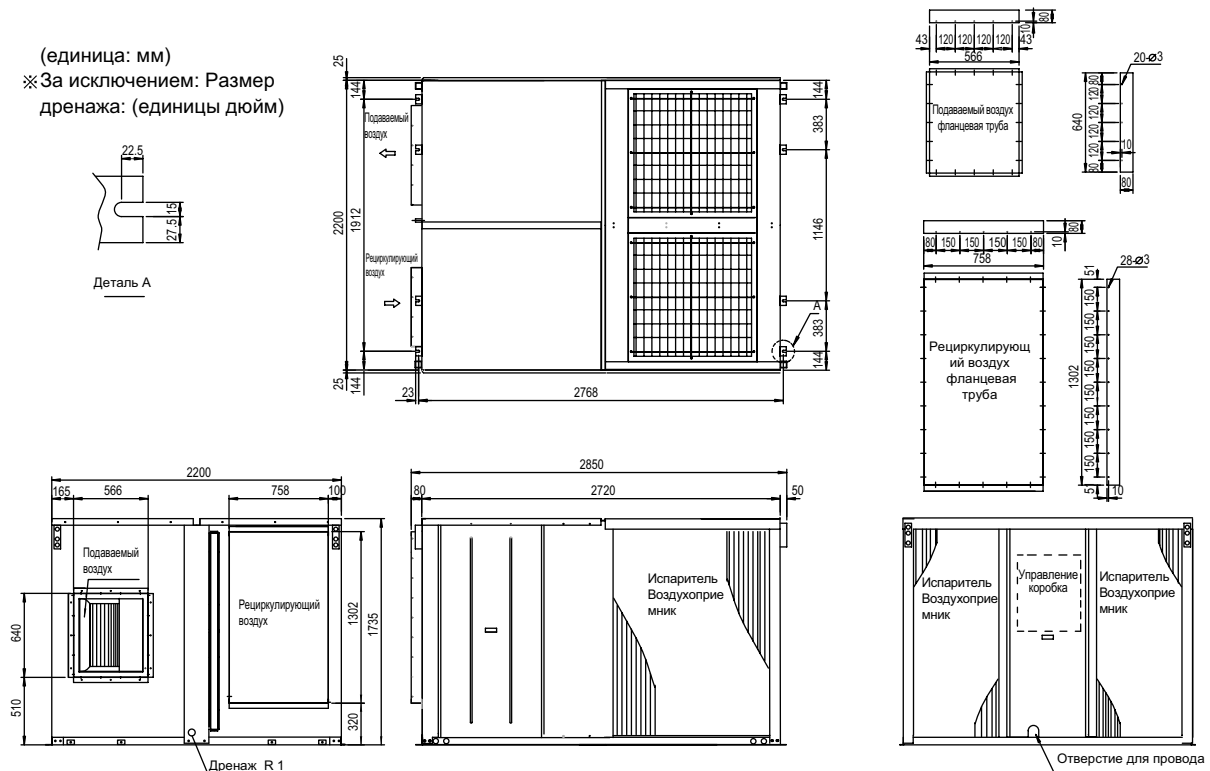 (единица: мм)
※За исключением: Размер
дренажа: (единицы дюйм)
22.5
15
27.5
Деталь A
25
144
2200
1912
144
25
Подаваемый
воздух
Рециркулирующий
воздух
144
383
1146
383
144
A
23
2768
80
10
43 120 120 120 120 43
566
Подаваемый воздух
фланцевая труба
20-ø3
640
80 120 120 120 120 80
10
80
80
10
80 150 150 150 150 80
758
Рециркулирующ
ий воздух
фланцевая
труба
28-ø3
1302
51
150
150
150
150
150
150
150
150
51
10
2200
165 566 758 100
Подаваемый
воздух
Рециркулирующий
воздух
640
510
1302
320
1735
Дренаж R 1
2850
80 2720 50
Испаритель
Воздухоприе
мник
Испаритель
Воздухоприе
мник
Управление
коробка
Испаритель
Воздухоприе
мник
Отверстие для провода